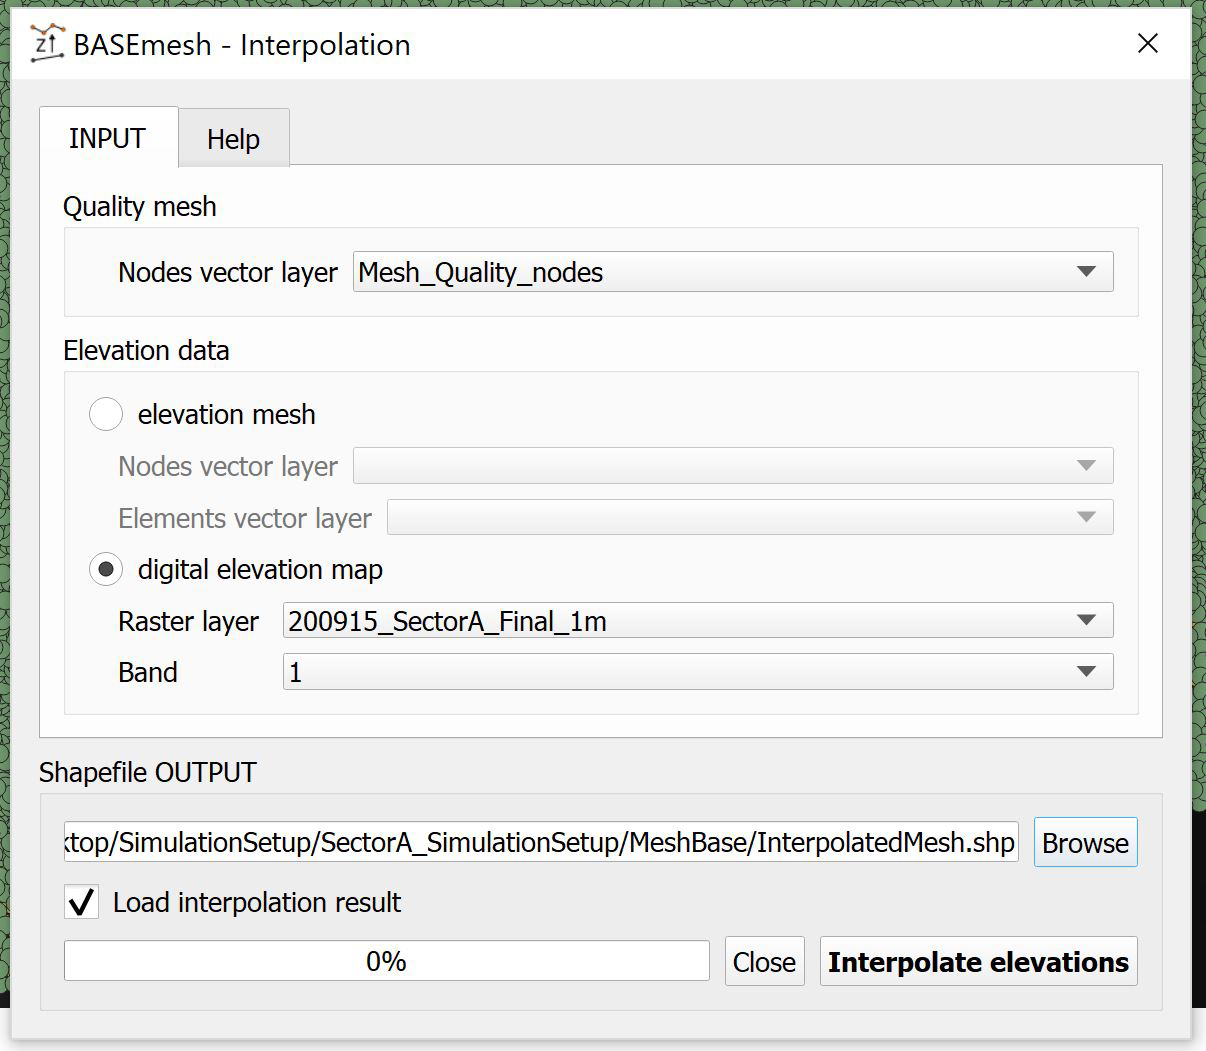 BASEmesh - Interpolation
INPUT
Help
Quality mesh
Nodes vector layer
Mesh_Quality_nodes
Elevation data
elevation mesh
Nodes vector layer
Elements vector layer
digital elevation map
Raster layer
200915_SectorA_Final_1m
Band
1
Shapefile OUTPUT
ktop/SimulationSetup/SectorA_SimulationSetup/MeshBase/InterpolatedMesh.shp
Browse
Load interpolation result
0%
Close
Interpolate elevations